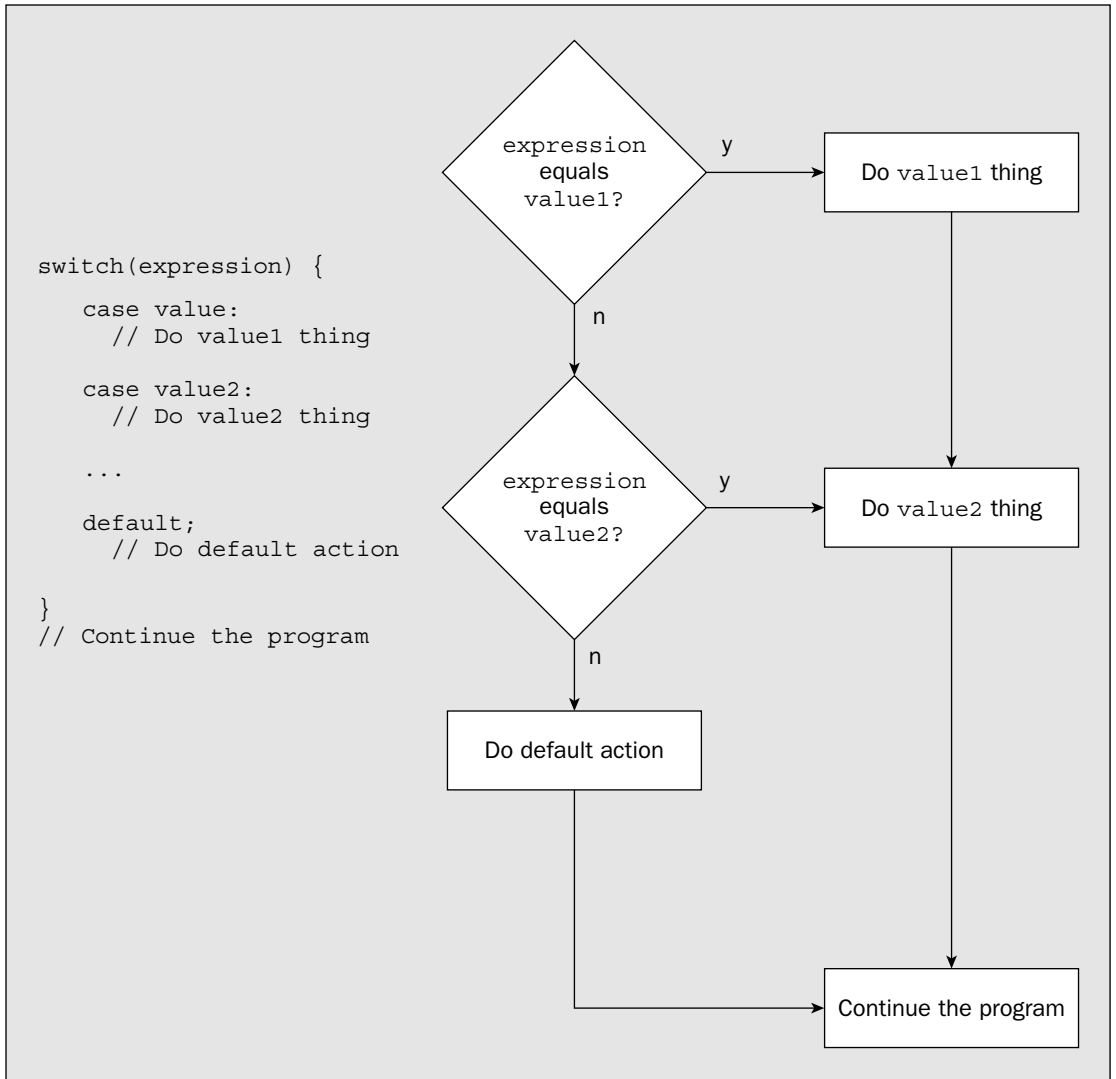 switch(expression) {
case value:
// Do value1 thing
case value2:
// Do value2 thing
...
default;
// Do default action
}
// Continue the program
expression
equals
value1?
y
Do value1 thing
n
expression
equals
value2?
y
Do value2 thing
n
Do default action
Continue the program